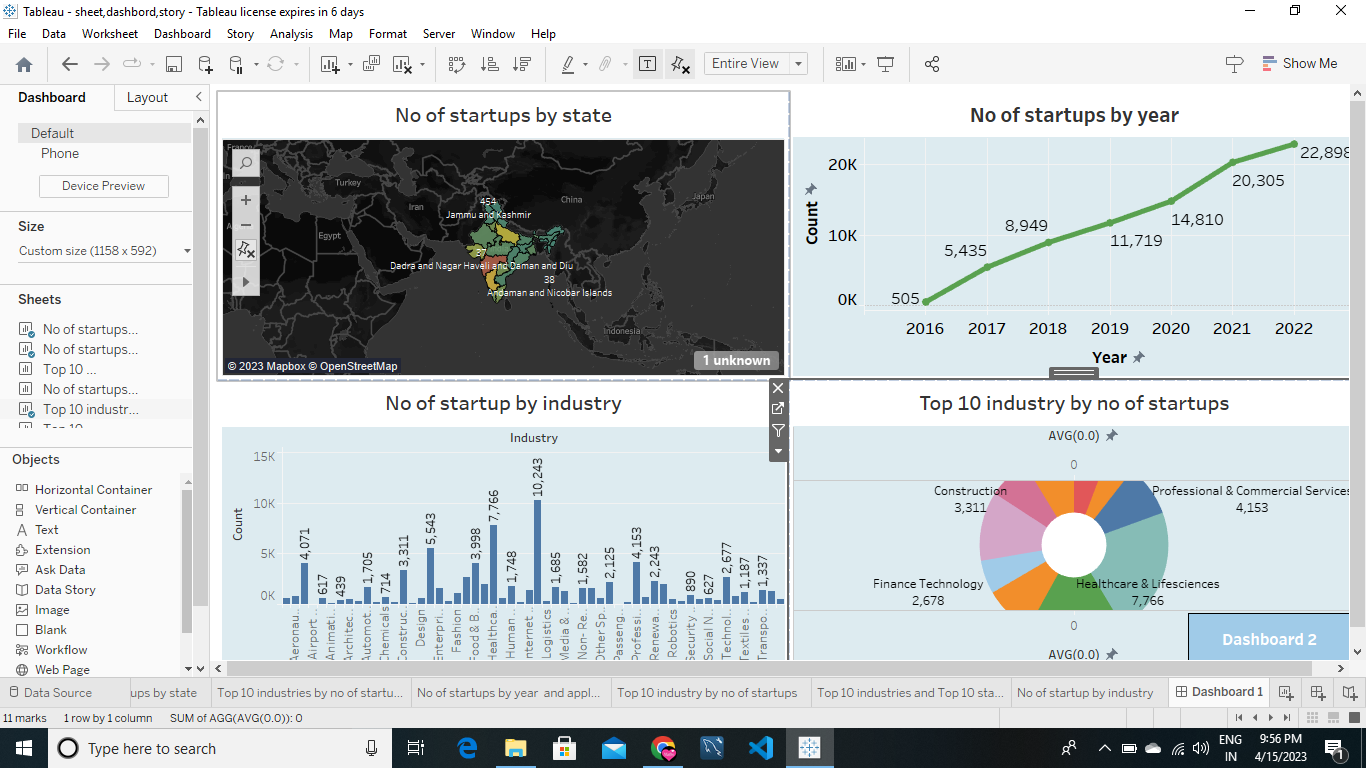 Tableau - sheet,dashbord,story - Tableau license expires in 6 days
File Data Worksheet Dashboard Story Analysis Map Format Server Window Help
Entire View
Show Me
Dashboard Layout
Default
Phone
Device Preview
Size
Custom size (1158 x 592)
Sheets
No of startups...
No of startups...
Top 10 ...
No of startups...
Top 10 industr...
Objects
Horizontal Container
Vertical Container
Text
Extension
Ask Data
Data Story
Image
Blank
Workflow
Web Page
No of startups by state
Turkey
Iran
China
Japan
Egypt
Indonesia
454
Jammu and Kashmir
37
Dadra and Nagar Haveli and Daman and Diu
38
Andaman and Nicobar Islands
© 2023 Mapbox © OpenStreetMap
1 unknown
No of startups by year
Count
20K
10K
0K
505
5,435
8,949
11,719
14,810
20,305
22,898
2016 2017 2018 2019 2020 2021 2022
Year
No of startup by industry
Industry
Count
15K
10K
5K
0K
4,071
617
439
1,705
714
3,311
5,543
3,998
7,766
1,748
10,243
1,685
1,582
2,125
4,153
2,243
890
627
2,677
1,187
1,337
Aeronau..
Airport ..
Animati..
Architec..
Automot..
Chemicals
Construc..
Design
Enterpri..
Fashion
Food & B..
Healthca..
Human ..
Internet ..
Logistics
Media & ..
Non- Re..
Other Sp..
Passeng..
Professi..
Renewa..
Robotics
Security ..
Social N..
Technol..
Textiles ..
Transpo..
Top 10 industry by no of startups
AVG(0.0)
0
Construction
3,311
Professional & Commercial Services
4,153
Finance Technology
2,678
Healthcare & Lifesciences
7,766
0
AVG(0.0)
Dashboard 2
Data Source
ups by state
Top 10 industries by no of startu...
No of startups by year and appl...
Top 10 industry by no of startups
Top 10 industries and Top 10 sta...
No of startup by industry
Dashboard 1
11 marks 1 row by 1 column SUM of AGG(AVG(0.0)): 0
Type here to search
ENG
IN
9:56 PM
4/15/2023
1